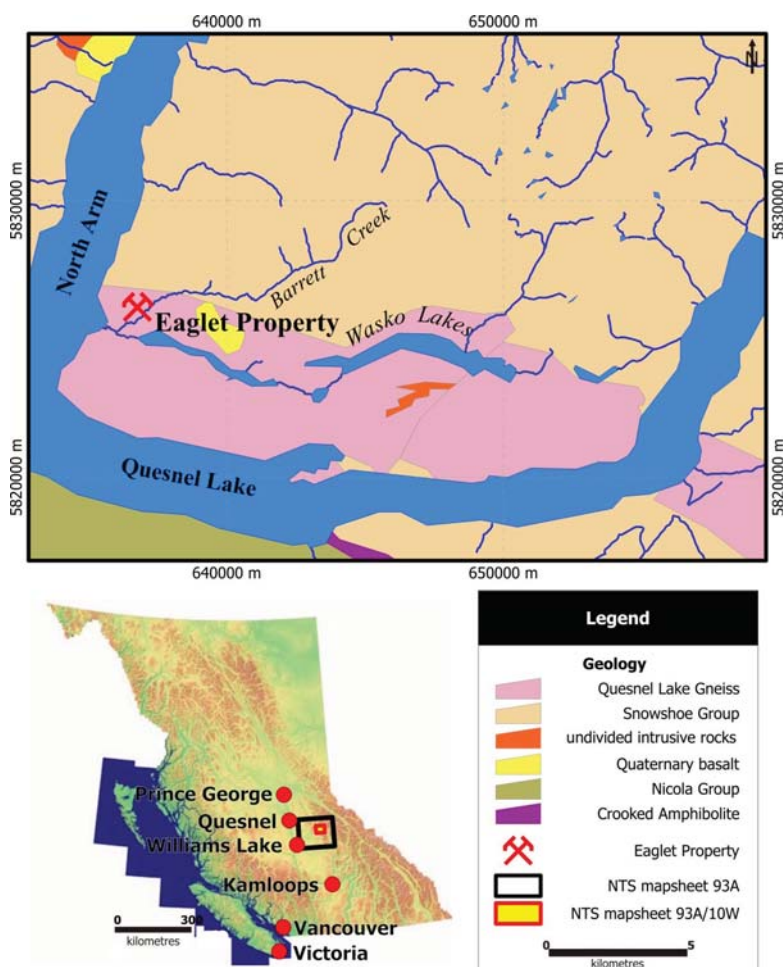 640000 m
650000 m
N
5830000 m
5830000 m
North Arm
Barrett Creek
Eaglet Property
Wasko Lakes
5820000 m
5820000 m
Quesnel Lake
640000 m
650000 m
Prince George
Quesnel
Williams Lake
Kamloops
Vancouver
Victoria
0 300
kilometres
Legend
Geology
Quesnel Lake Gneiss
Snowshoe Group
undivided intrusive rocks
Quaternary basalt
Nicola Group
Crooked Amphibolite
Eaglet Property
NTS mapsheet 93A
NTS mapsheet 93A/10W
0 5
kilometres